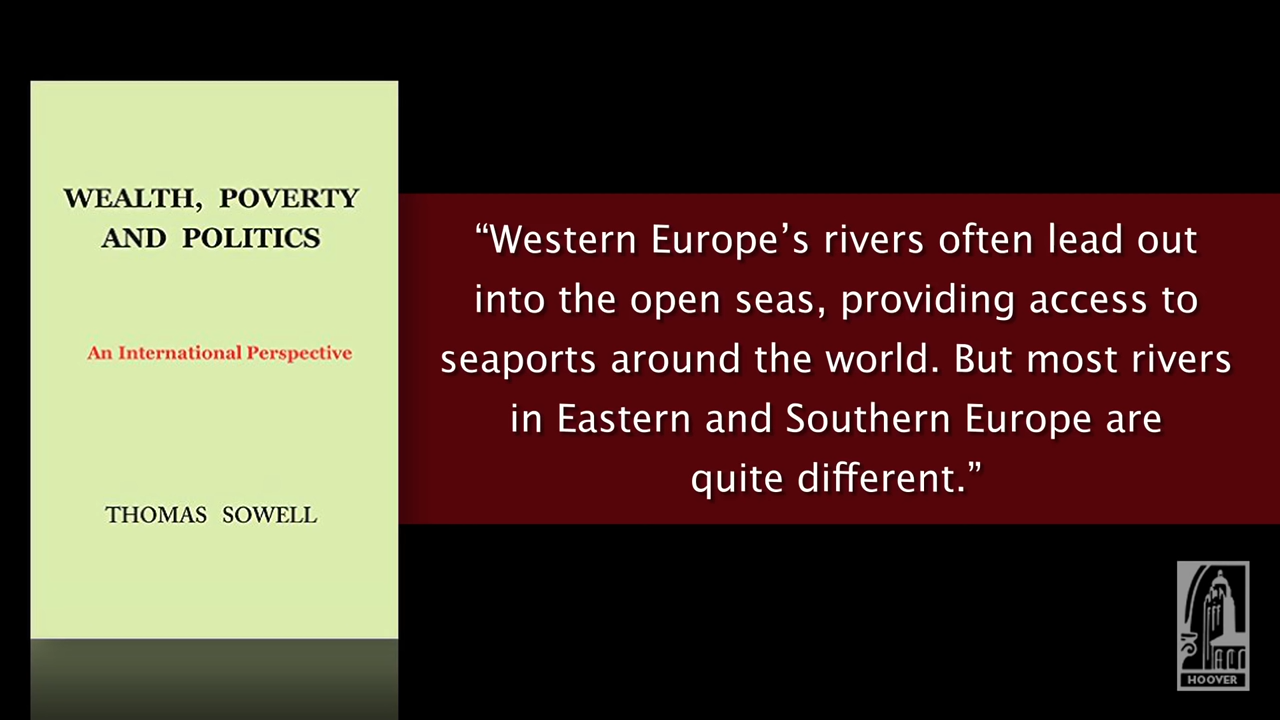 WEALTH, POVERTY
AND POLITICS
An International Perspective
THOMAS SOWELL
“Western Europe’s rivers often lead out
into the open seas, providing access to
seaports around the world. But most rivers
in Eastern and Southern Europe are
quite different.”
HOOVER